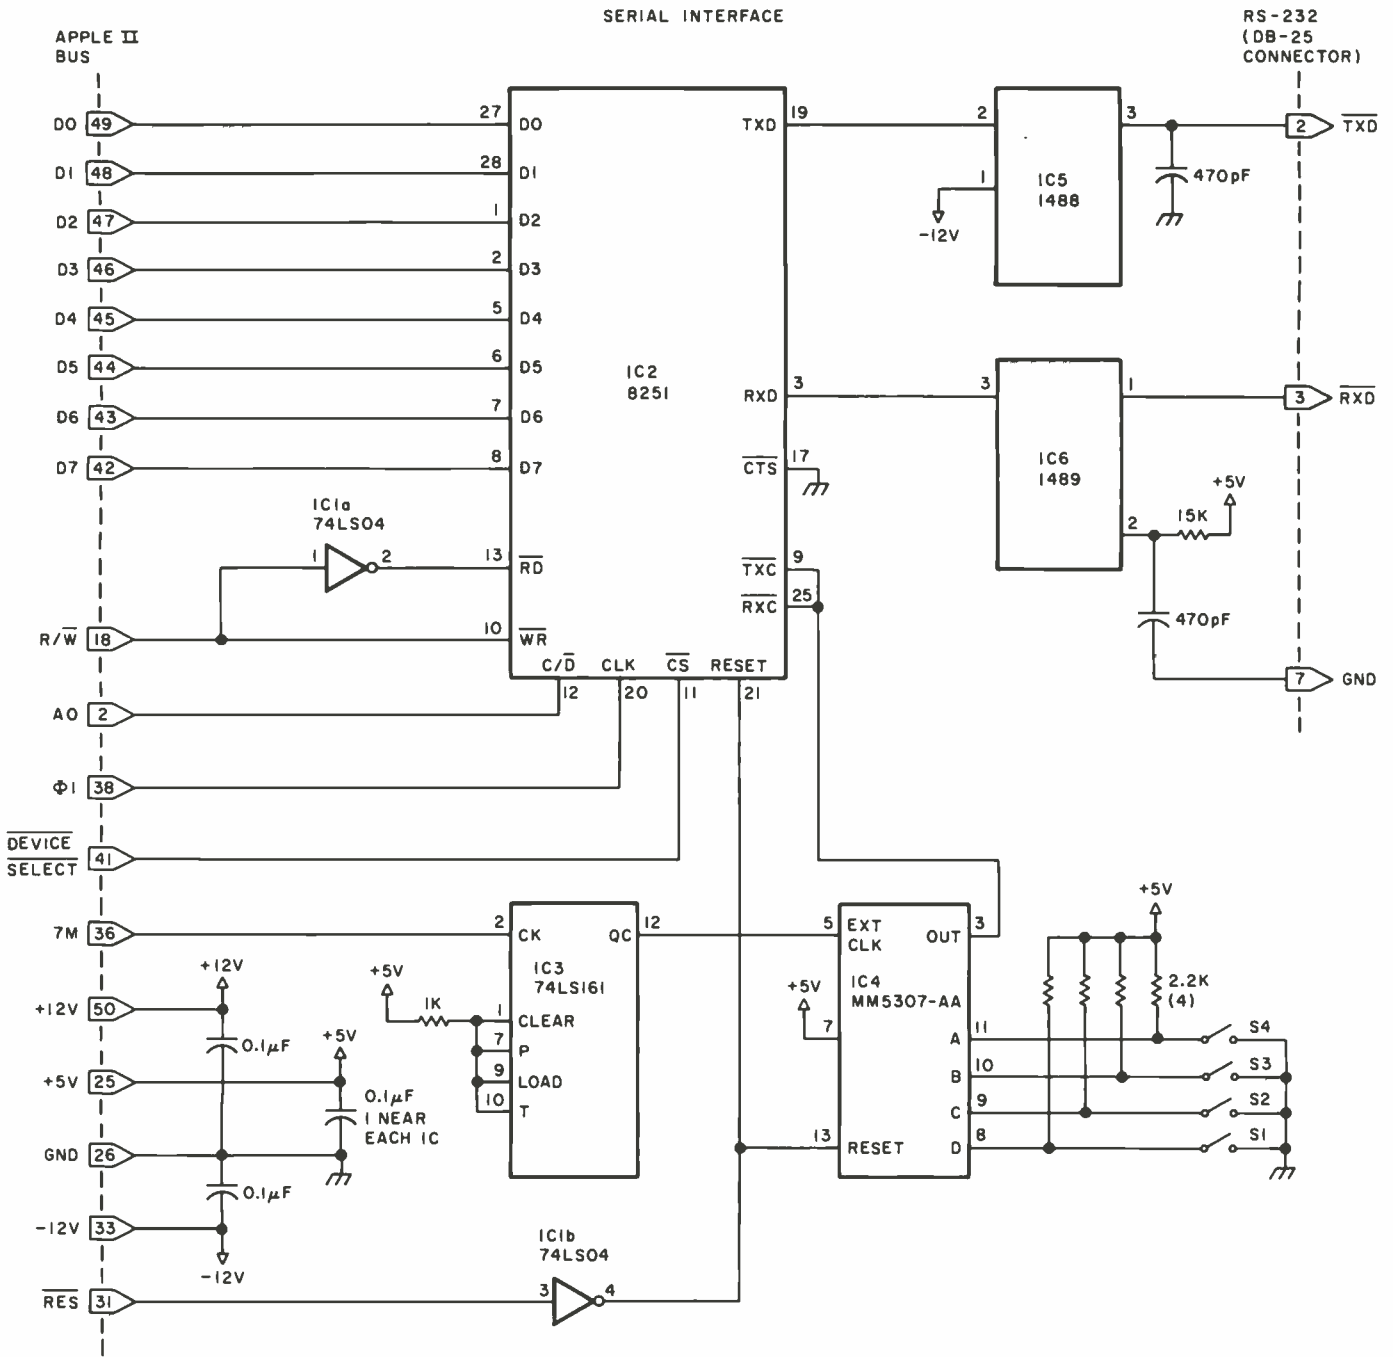 SERIAL INTERFACE
RS-232
(DB-25
CONNECTOR)
APPLE II
BUS
D0 49 27 D0
D1 48 28 D1
D2 47 1 D2
D3 46 2 D3
D4 45 5 D4
D5 44 6 D5
D6 43 7 D6
D7 42 8 D7
IC1a
74LS04
1 2 13 RD
R/W 18 10 WR
IC2
8251
TXD 19
RXD 3
CTS 17
TXC 9
RXC 25
C/D CLK CS RESET
12 20 11 21
2 3
1
-12V
IC5
1488
470pF
2 TXD
3 1
IC6
1489
3 RXD
2
15K
+5V
470pF
7 GND
A0 2
Φ1 38
DEVICE
SELECT 41
7M 36 2 CK QC 12
IC3
74LS161
+5V
1K
1 CLEAR
7 P
9 LOAD
10 T
5 EXT
CLK
OUT 3
IC4
MM5307-AA
+5V
7
A 11
B 10
C 9
D 8
13 RESET
+5V
2.2K
(4)
S4
S3
S2
S1
+12V
+12V 50
0.1μF
+5V
+5V 25
0.1μF
1 NEAR
EACH IC
GND 26
0.1μF
-12V 33
-12V
IC1b
74LS04
RES 31 3 4